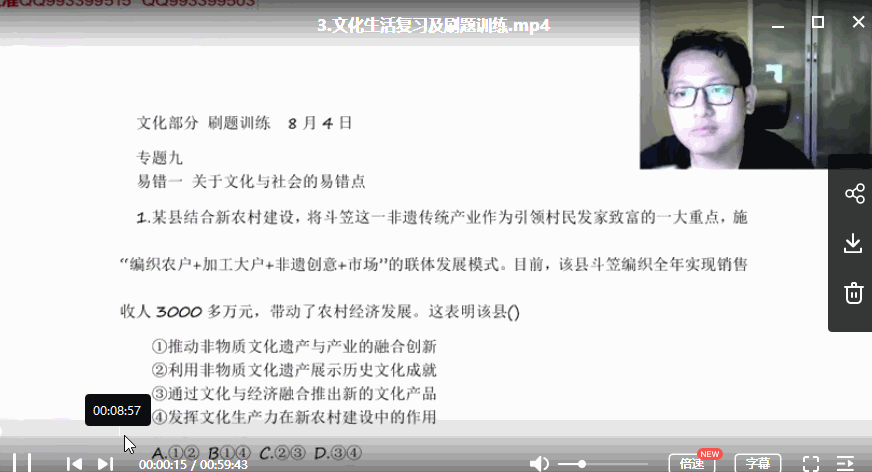 QQ993399515 QQ993399503
3.文化生活复习及刷题训练.mp4
文化部分 刷题训练 8月4日
专题九
易错一 关于文化与社会的易错点
1.某县结合新农村建设，将斗笠这一非遗传统产业作为引领村民发家致富的一大重点，施
“编织农户+加工大户+非遗创意+市场”的联体发展模式。目前，该县斗笠编织全年实现销售
收人3000多万元，带动了农村经济发展。这表明该县()
①推动非物质文化遗产与产业的融合创新
②利用非物质文化遗产展示历史文化成就
③通过文化与经济融合推出新的文化产品
④发挥文化生产力在新农村建设中的作用
00:08:57
A.①② B①④ C.②③ D.③④
00:00:15 / 00:59:43
倍速
NEW
字幕